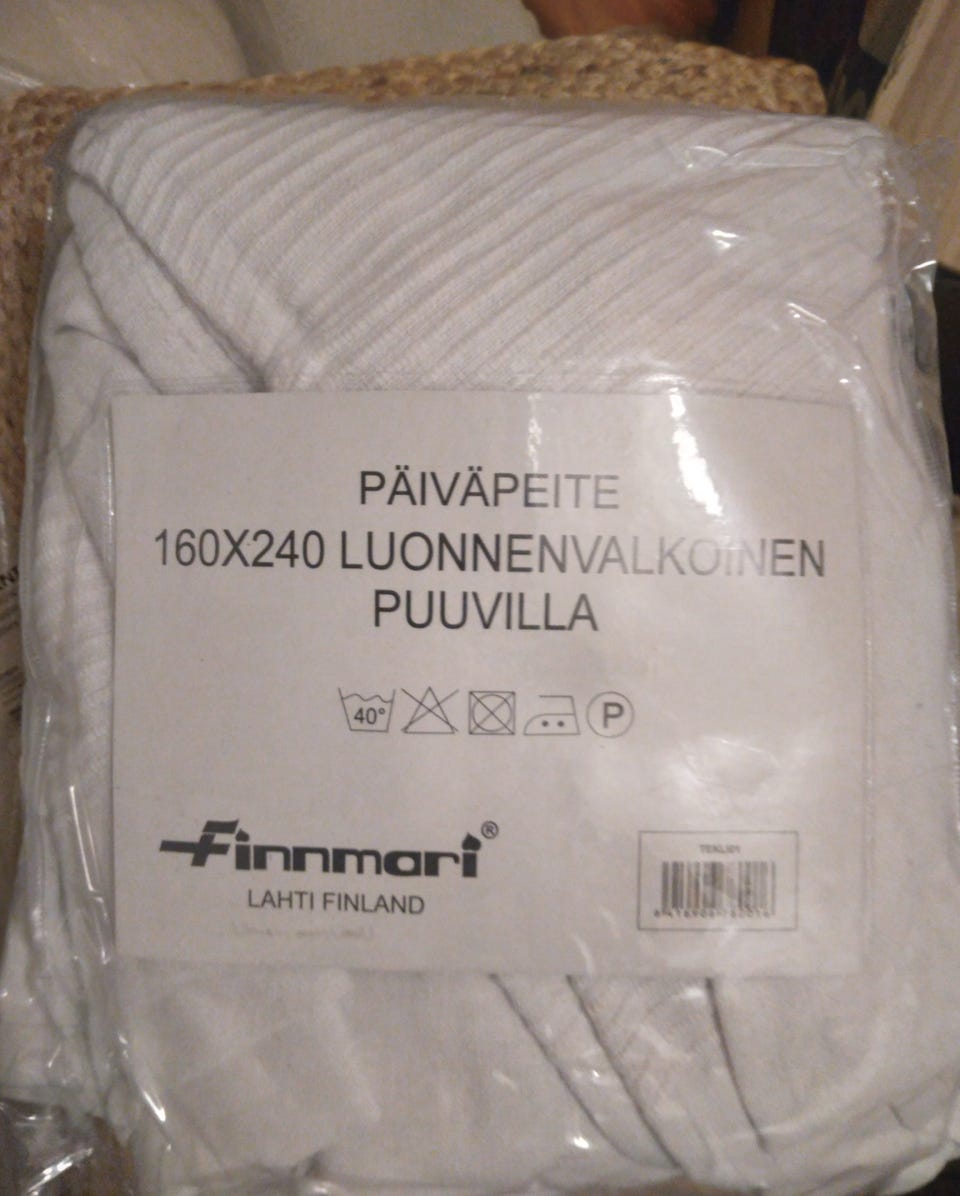 PÄIVÄPEITE
160X240 LUONNENVALKOINEN
PUUVILLA
40°
P
Finnmari®
LAHTI FINLAND